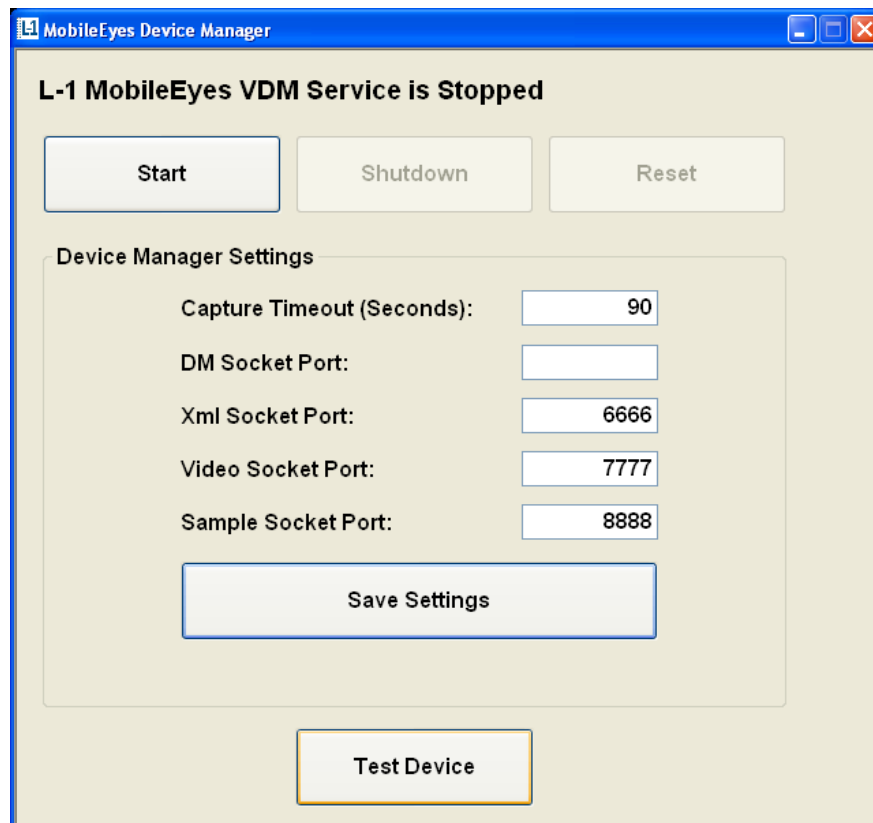 L1 MobileEyes Device Manager
L-1 MobileEyes VDM Service is Stopped
Start Shutdown Reset
Device Manager Settings
Capture Timeout (Seconds): 90
DM Socket Port:
Xml Socket Port: 6666
Video Socket Port: 7777
Sample Socket Port: 8888
Save Settings
Test Device